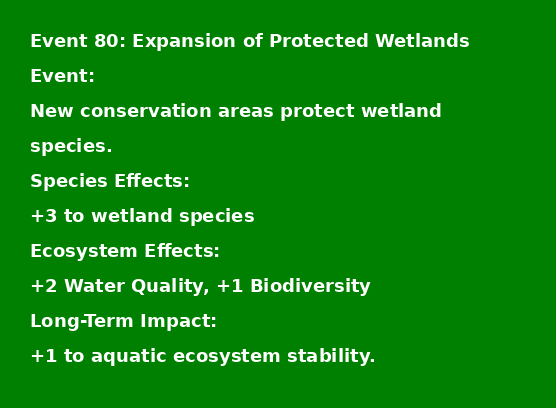 Event 80: Expansion of Protected Wetlands
Event:
New conservation areas protect wetland
species.
Species Effects:
+3 to wetland species
Ecosystem Effects:
+2 Water Quality, +1 Biodiversity
Long-Term Impact:
+1 to aquatic ecosystem stability.